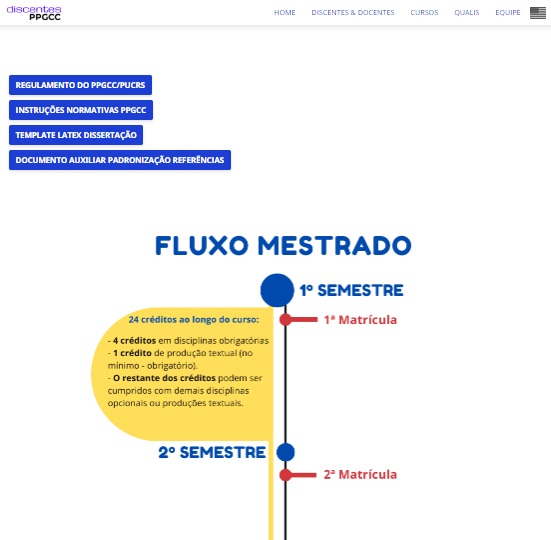 discentes
PPGCC
HOME DISCENTES & DOCENTES CURSOS QUALIS EQUIPE
REGULAMENTO DO PPGCC/PUCRS
INSTRUÇÕES NORMATIVAS PPGCC
TEMPLATE LATEX DISSERTAÇÃO
DOCUMENTO AUXILIAR PADRONIZAÇÃO REFERÊNCIAS
FLUXO MESTRADO
1º SEMESTRE
1ª Matrícula
24 créditos ao longo do curso:
- 4 créditos em disciplinas obrigatórias
- 1 crédito de produção textual (no
mínimo - obrigatório).
- O restante dos créditos podem ser
cumpridos com demais disciplinas
opcionais ou produções textuais.
2º SEMESTRE
2ª Matrícula